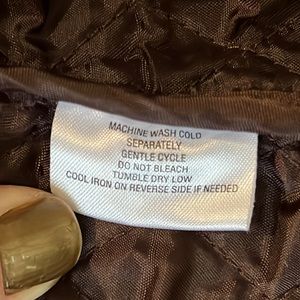 MACHINE WASH COLD
SEPARATELY
GENTLE CYCLE
DO NOT BLEACH
TUMBLE DRY LOW
COOL IRON ON REVERSE SIDE IF NEEDED